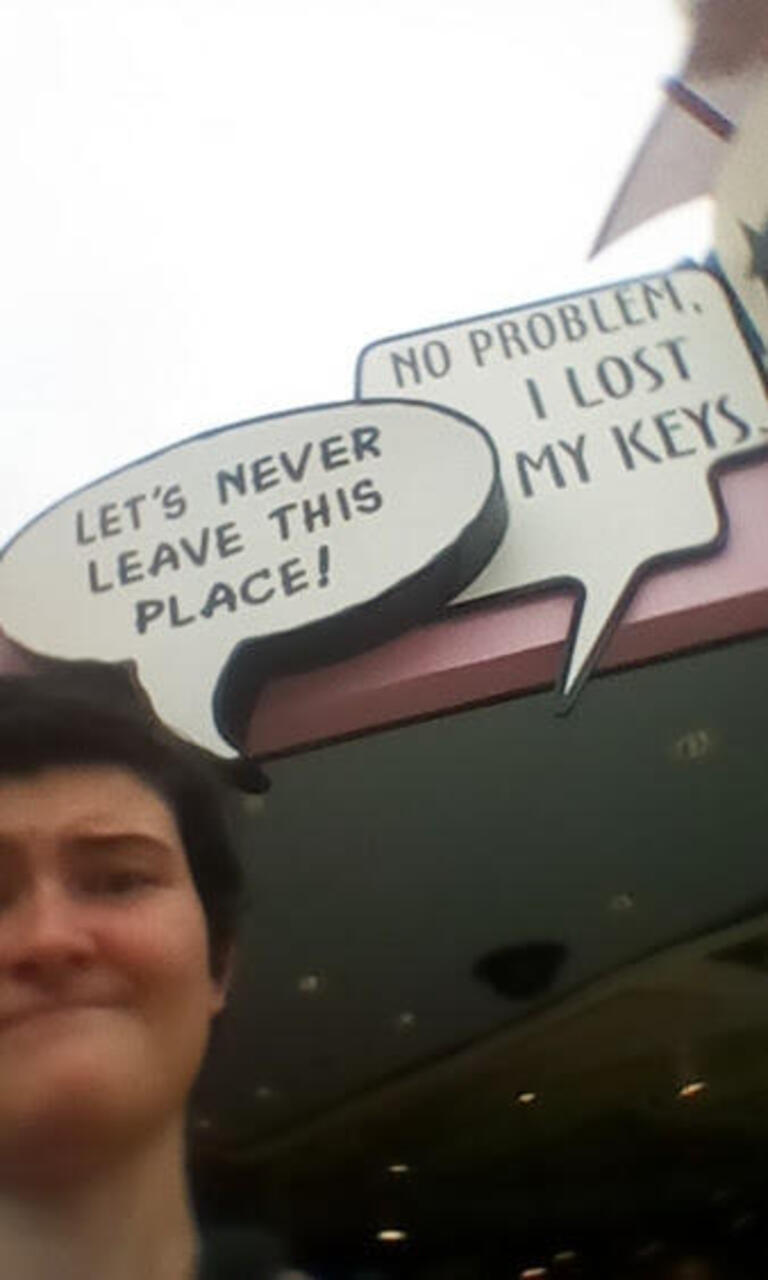 LET'S NEVER
LEAVE THIS
PLACE!
NO PROBLEM.
I LOST
MY KEYS.